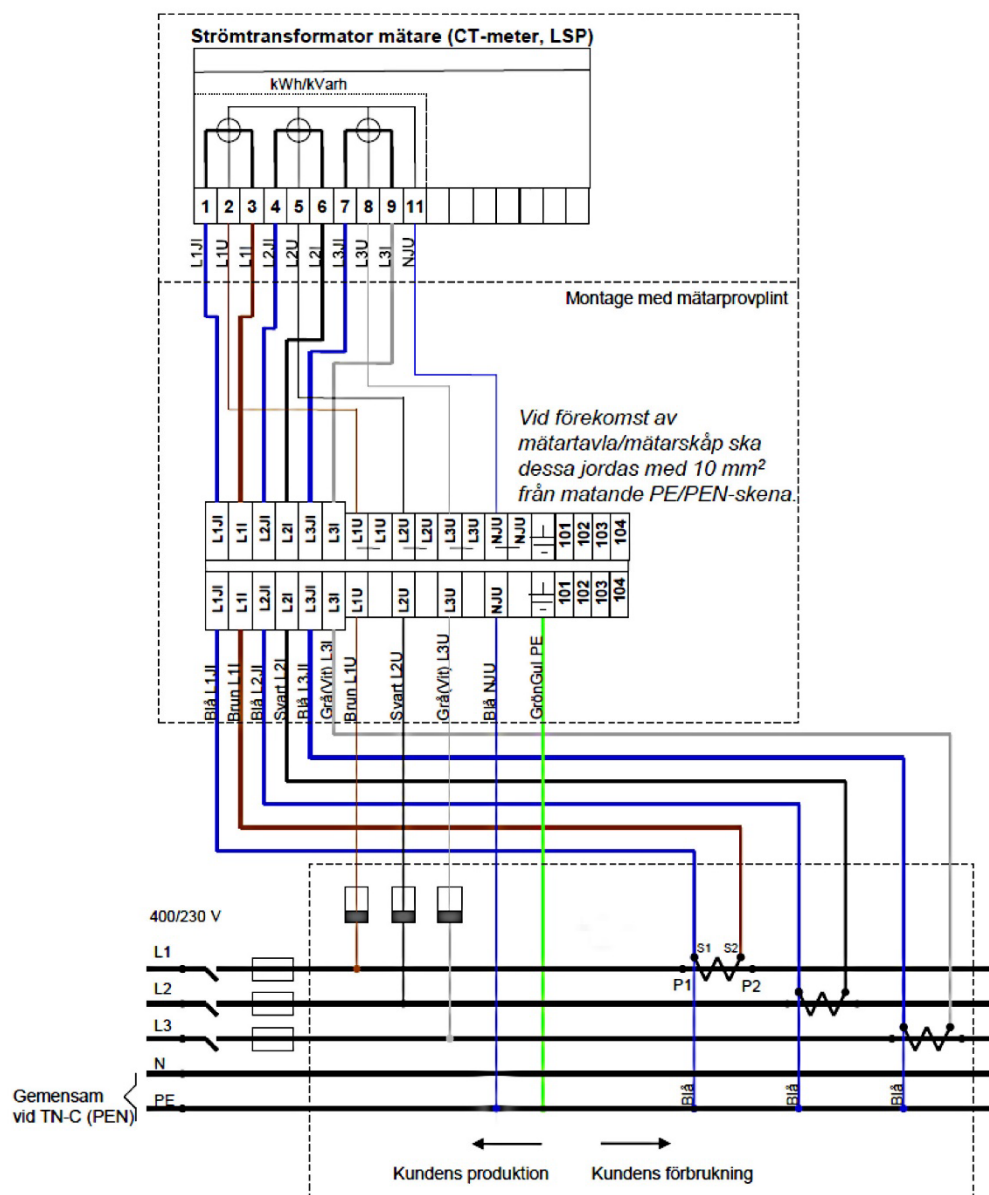 Strömtransformator mätare (CT-meter, LSP)
kWh/kVarh
1 2 3 4 5 6 7 8 9 11
L1JI L1U L1I L2JI L2U L2I L3JI L3U L3I NJU
Montage med mätarprovplint
Vid förekomst av
mätartavla/mätarskåp ska
dessa jordas med 10 mm²
från matande PE/PEN-skena.
L1JI L1I L2JI L2I L3JI L3I L1U L1U L2U L2U L3U L3U NJU NJU 101 102 103 104
L1JI L1I L2JI L2I L3JI L3I L1U L2U L3U NJU 101 102 103 104
Blå L1JI
Brun L1I
Blå L2JI
Svart L2I
Blå L3JI
Grå(Vit) L3I
Brun L1U
Svart L2U
Grå(Vit) L3U
Blå NJU
GrönGul PE
400/230 V
L1
S1 S2
P1 P2
L2
L3
N
PE
Gemensam
vid TN-C (PEN)
Blå Blå Blå
Kundens produktion
Kundens förbrukning